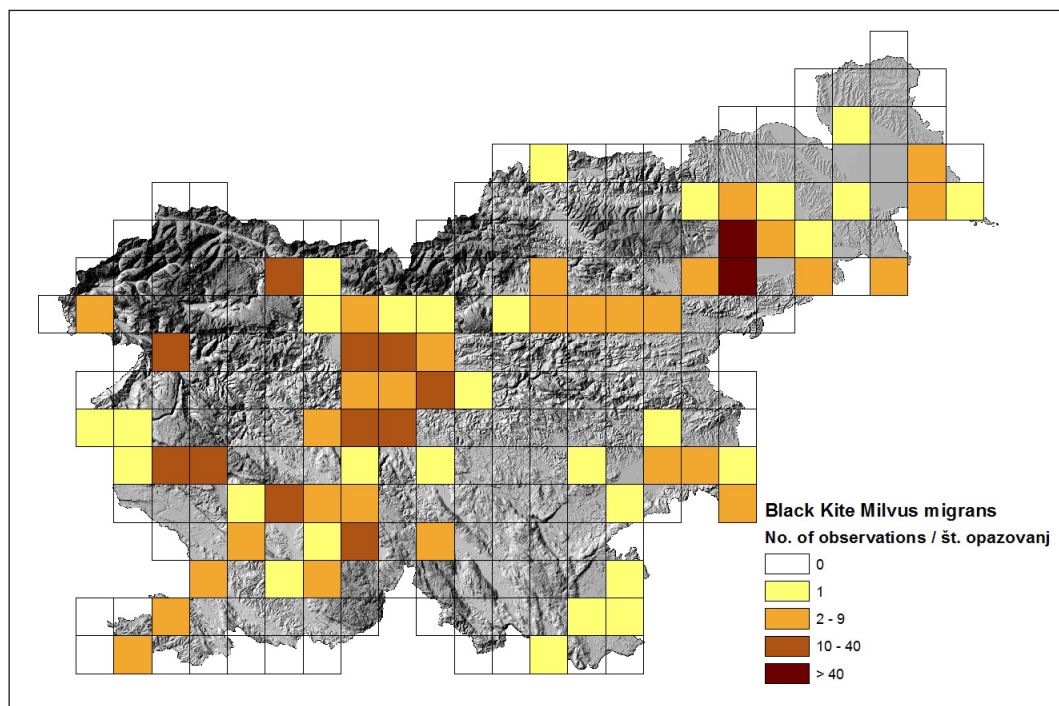 Black Kite Milvus migrans
No. of observations / št. opazovanj
0
1
2 - 9
10 - 40
> 40